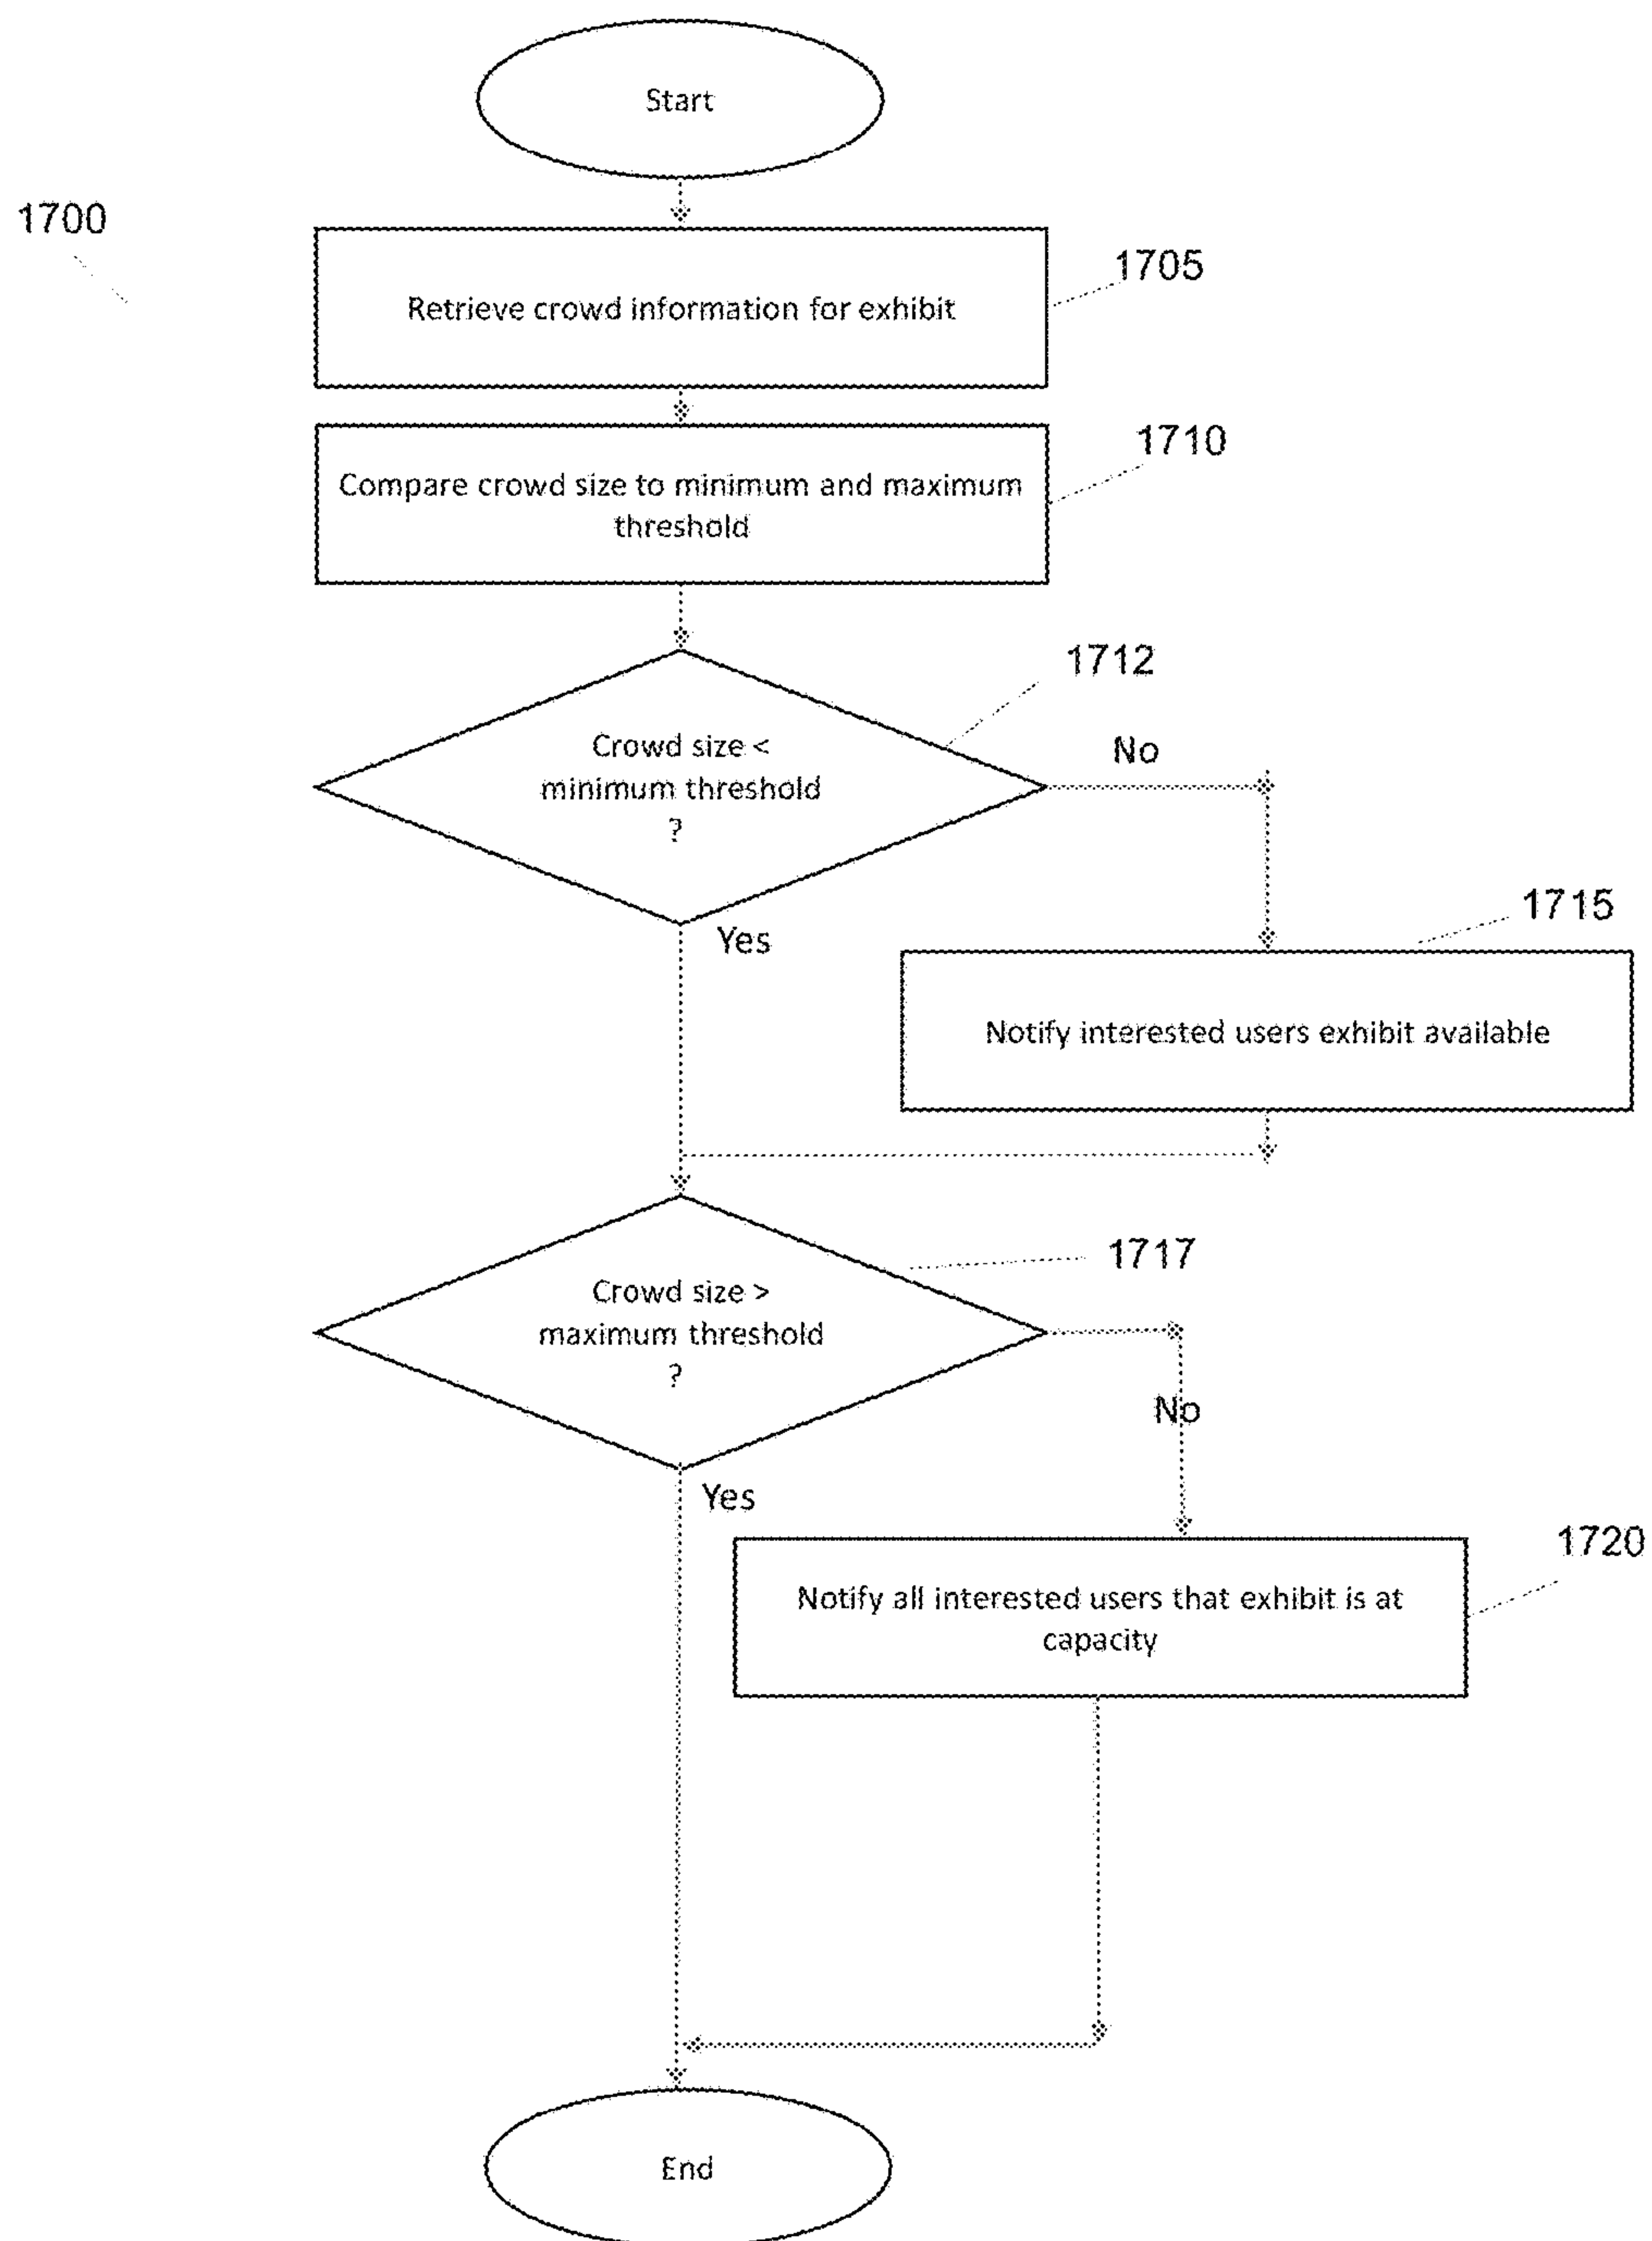 Start
1700
1705
Retrieve crowd information for exhibit
1710
Compare crowd size to minimum and maximum
threshold
1712
Crowd size <
minimum threshold
?
No
Yes
1715
Notify interested users exhibit available
1717
Crowd size >
maximum threshold
?
No
Yes
1720
Notify all interested users that exhibit is at
capacity
End